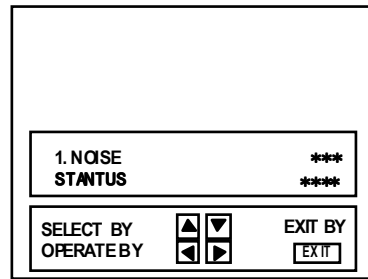 1. NOISE ***
STANTUS ****
SELECT BY ▲ ▼ EXIT BY
OPERATE BY ◀ ▶ EXIT